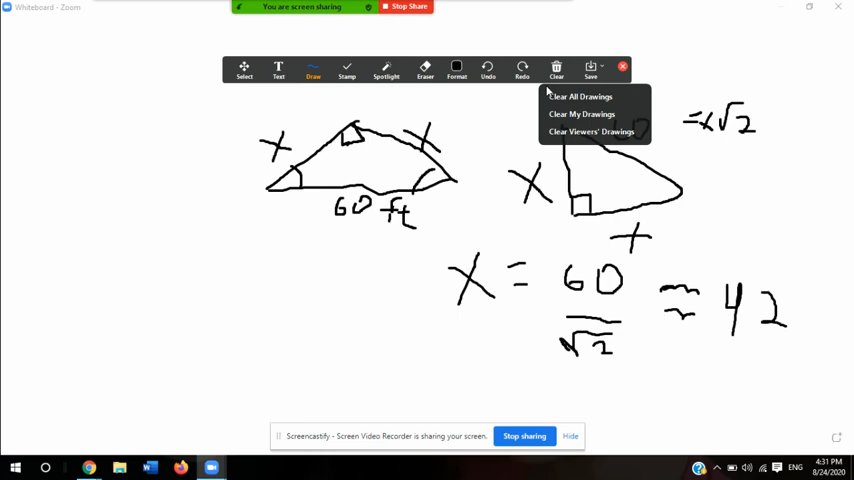 Whiteboard - Zoom
You are screen sharing
Stop Share
Select
Text
Draw
Stamp
Spotlight
Eraser
Format
Undo
Redo
Clear
Save
Clear All Drawings
Clear My Drawings
Clear Viewers' Drawings
60 = x√2
x
x
60 ft
x
x
x = 60/√2 ≈ 42
Screencastify - Screen Video Recorder is sharing your screen.
Stop sharing
Hide
ENG
4:31 PM
8/24/2020